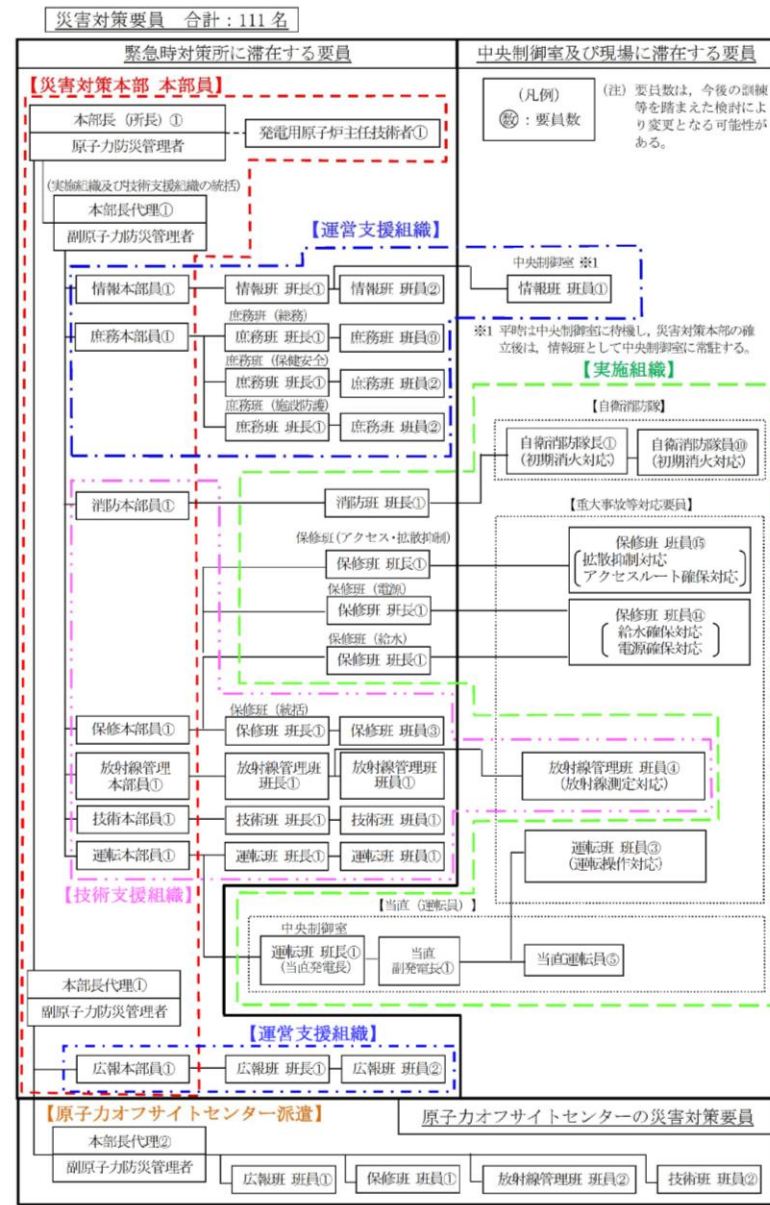 災害対策要員 合計：111 名
緊急時対策所に滞在する要員
中央制御室及び現場に滞在する要員
【災害対策本部 本部員】
本部長（所長）①
原子力防災管理者
発電用原子炉主任技術者①
（凡例）
㊇：要員数
（注） 要員数は，今後の訓練
等を踏まえた検討によ
り変更となる可能性が
ある。
（実施組織及び技術支援組織の統括）
本部長代理①
副原子力防災管理者
【運営支援組織】
中央制御室 ※1
情報本部員①
情報班 班長①
情報班 班員②
情報班 班員①
庶務班（総務）
庶務本部員①
庶務班 班長①
庶務班 班員⑨
※1 平時は中央制御室に待機し，災害対策本部の確
立後は，情報班として中央制御室に常駐する。
庶務班（保健安全）
庶務班 班長①
庶務班 班員②
庶務班（施設防護）
庶務班 班長①
庶務班 班員②
【実施組織】
【自衛消防隊】
自衛消防隊長①
（初期消火対応）
自衛消防隊員⑩
（初期消火対応）
消防本部員①
消防班 班長①
【重大事故等対応要員】
保修班（アクセス・拡散抑制）
保修班 班長①
保修班 班員⑮
拡散抑制対応
アクセスルート確保対応
保修班（電源）
保修班 班長①
保修班 班員⑭
給水確保対応
電源確保対応
保修班（給水）
保修班 班長①
保修班（統括）
保修本部員①
保修班 班長①
保修班 班員③
放射線管理
本部員①
放射線管理班
班長①
放射線管理班
班員①
放射線管理班 班員④
（放射線測定対応）
技術本部員①
技術班 班長①
技術班 班員①
運転本部員①
運転班 班長①
運転班 班員①
運転班 班員③
（運転操作対応）
【技術支援組織】
【当直（運転員）】
中央制御室
運転班 班長①
（当直発電長）
当直
副発電長①
当直運転員⑤
本部長代理①
副原子力防災管理者
【運営支援組織】
広報本部員①
広報班 班長①
広報班 班員②
【原子力オフサイトセンター派遣】
原子力オフサイトセンターの災害対策要員
本部長代理②
副原子力防災管理者
広報班 班員①
保修班 班員①
放射線管理班 班員②
技術班 班員②